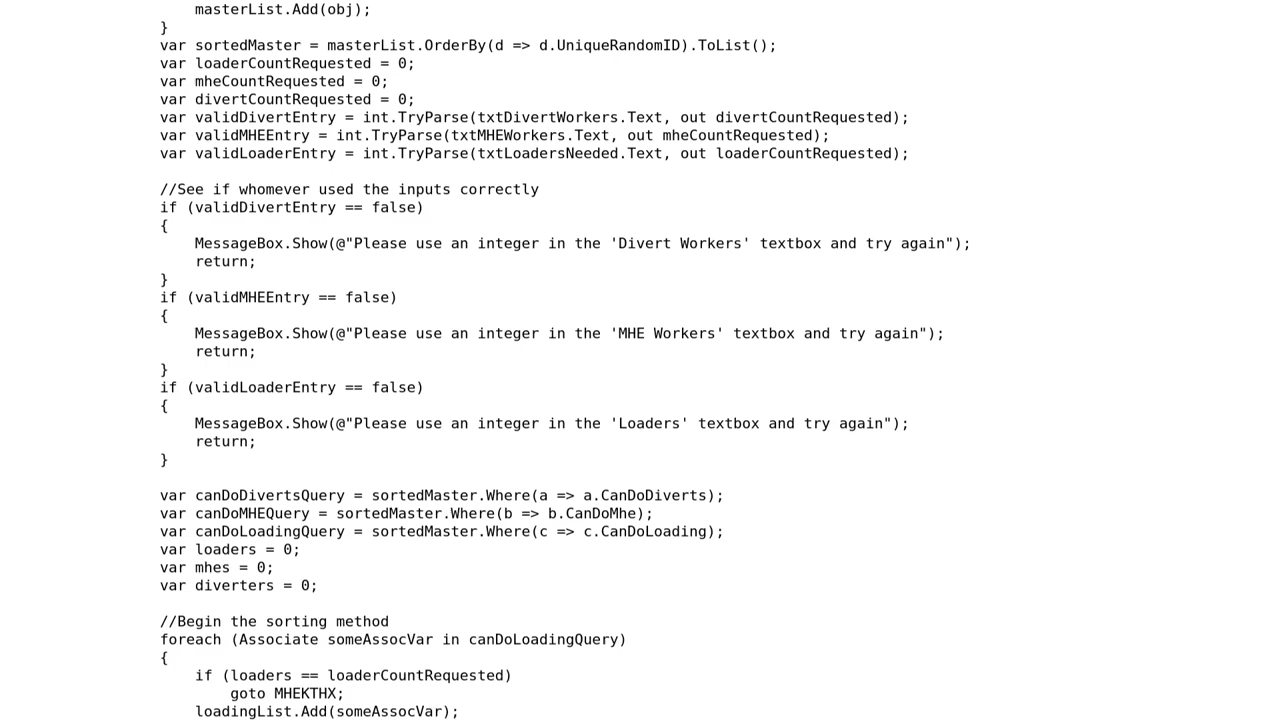 masterList.Add(obj);
}
var sortedMaster = masterList.OrderBy(d => d.UniqueRandomID).ToList();
var loaderCountRequested = 0;
var mheCountRequested = 0;
var divertCountRequested = 0;
var validDivertEntry = int.TryParse(txtDivertWorkers.Text, out divertCountRequested);
var validMHEEntry = int.TryParse(txtMHEWorkers.Text, out mheCountRequested);
var validLoaderEntry = int.TryParse(txtLoadersNeeded.Text, out loaderCountRequested);

//See if whomever used the inputs correctly
if (validDivertEntry == false)
{
    MessageBox.Show(@"Please use an integer in the 'Divert Workers' textbox and try again");
    return;
}
if (validMHEEntry == false)
{
    MessageBox.Show(@"Please use an integer in the 'MHE Workers' textbox and try again");
    return;
}
if (validLoaderEntry == false)
{
    MessageBox.Show(@"Please use an integer in the 'Loaders' textbox and try again");
    return;
}

var canDoDivertsQuery = sortedMaster.Where(a => a.CanDoDiverts);
var canDoMHEQuery = sortedMaster.Where(b => b.CanDoMhe);
var canDoLoadingQuery = sortedMaster.Where(c => c.CanDoLoading);
var loaders = 0;
var mhes = 0;
var diverters = 0;

//Begin the sorting method
foreach (Associate someAssocVar in canDoLoadingQuery)
{
    if (loaders == loaderCountRequested)
        goto MHEKTHX;
    loadingList.Add(someAssocVar);